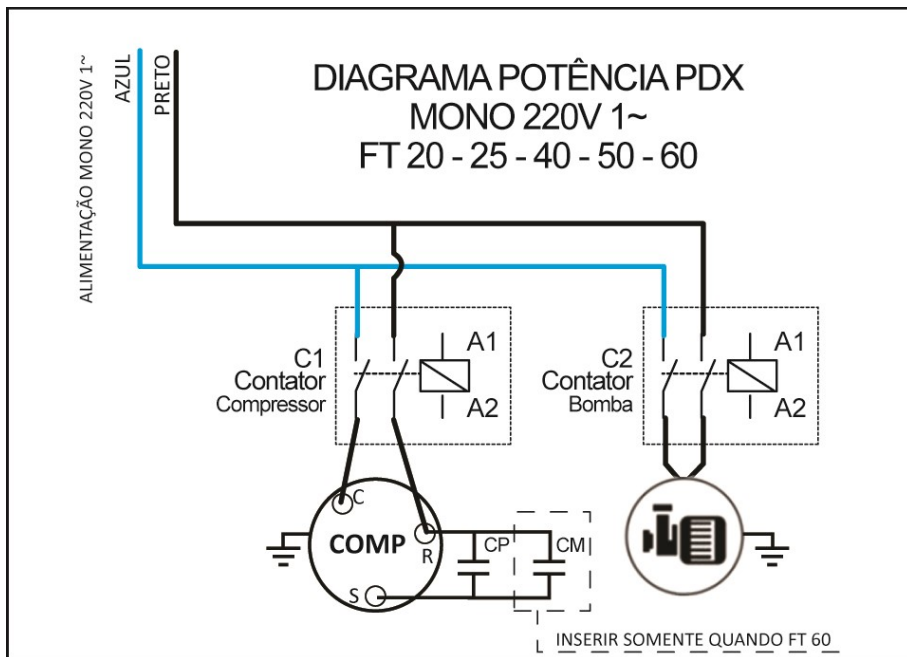 DIAGRAMA POTÊNCIA PDX
MONO 220V 1~
FT 20 - 25 - 40 - 50 - 60
ALIMENTAÇÃO MONO 220V 1~
AZUL
PRETO
C1
Contator
Compressor
A1
A2
C2
Contator
Bomba
A1
A2
C
COMP
R
S
CP
CM
INSERIR SOMENTE QUANDO FT 60